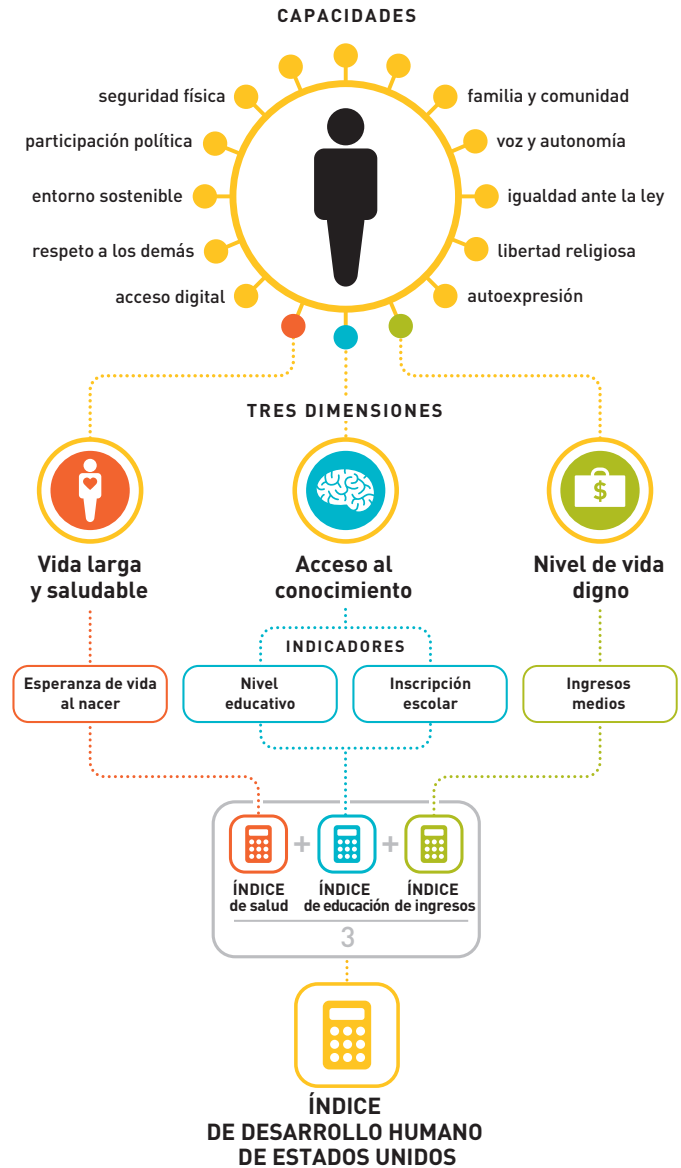 CAPACIDADES
seguridad física
familia y comunidad
participación política
voz y autonomía
entorno sostenible
igualdad ante la ley
respeto a los demás
libertad religiosa
acceso digital
autoexpresión
TRES DIMENSIONES
$
Vida larga
y saludable
Acceso al
conocimiento
Nivel de vida
digno
INDICADORES
Esperanza de vida
al nacer
Nivel
educativo
Inscripción
escolar
Ingresos
medios
+ +
ÍNDICE
de salud
ÍNDICE
de educación
ÍNDICE
de ingresos
3
ÍNDICE
DE DESARROLLO HUMANO
DE ESTADOS UNIDOS